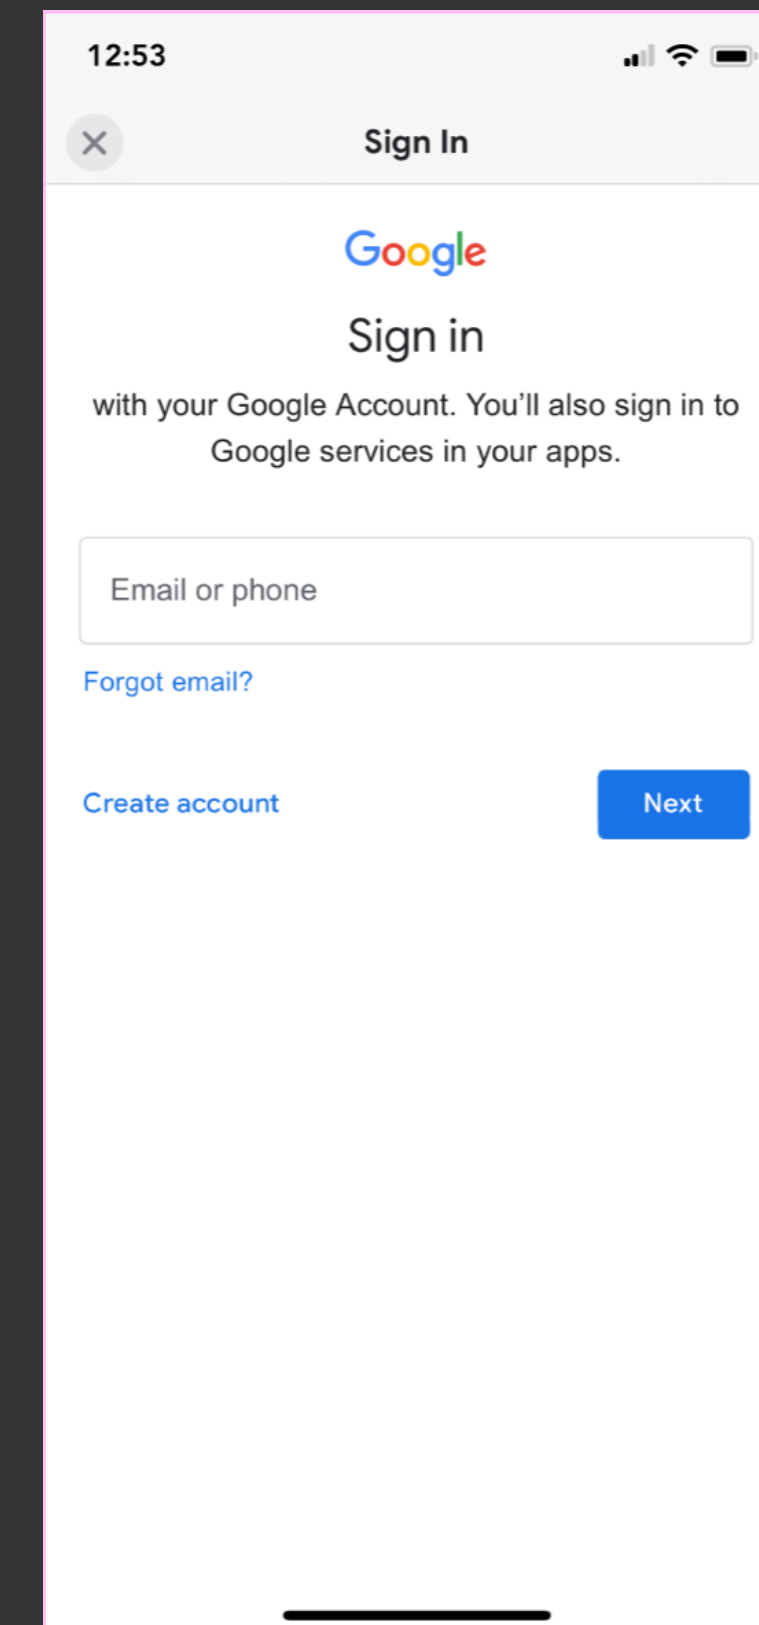 12:53
Sign In
Google
Sign in
with your Google Account. You’ll also sign in to
Google services in your apps.
Email or phone
Forgot email?
Create account
Next